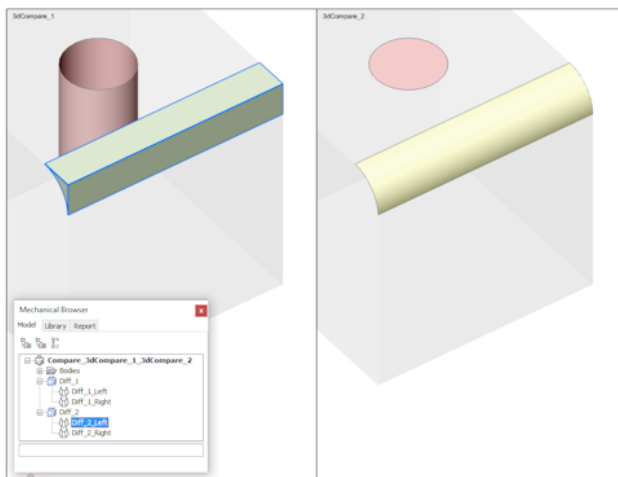 3dCompare_1
3dCompare_2
Mechanical Browser
Model Library Report
Compare_3dCompare_1_3dCompare_2
Bodies
Diff_1
Diff_1_Left
Diff_1_Right
Diff_2
Diff_2_Left
Diff_2_Right